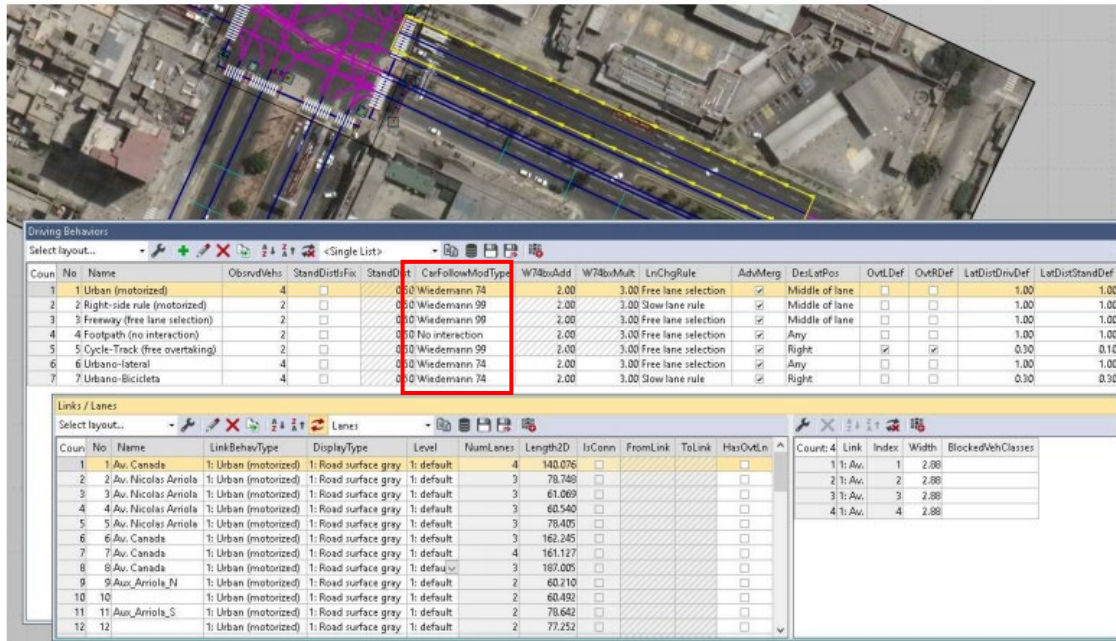 Driving Behaviors
Select layout... <Single List>
Coun No Name ObsrvdVehs StandDistIsFix StandDist CarFollowModType W74bxAdd W74bxMult LnChgRule AdvMerg DesLatPos OvtLDef OvtRDef LatDistDrivDef LatDistStandDef
1 1 Urban (motorized) 4 0.50 Wiedemann 74 2.00 3.00 Free lane selection Middle of lane 1.00 1.00
2 2 Right-side rule (motorized) 2 0.50 Wiedemann 99 2.00 3.00 Slow lane rule Middle of lane 1.00 1.00
3 3 Freeway (free lane selection) 2 0.50 Wiedemann 99 2.00 3.00 Free lane selection Middle of lane 1.00 1.00
4 4 Footpath (no interaction) 2 0.50 No interaction 2.00 3.00 Free lane selection Any 1.00 1.00
5 5 Cycle-Track (free overtaking) 2 0.50 Wiedemann 99 2.00 3.00 Free lane selection Right 0.30 0.10
6 6 Urbano-lateral 4 0.50 Wiedemann 74 2.00 3.00 Free lane selection Any 1.00 1.00
7 7 Urbano-Bicicleta 4 0.50 Wiedemann 74 2.00 3.00 Slow lane rule Right 0.30 0.30
Links / Lanes
Select layout... Lanes
Coun No Name LinkBehavType DisplayType Level NumLanes Length2D IsConn FromLink ToLink HasOvtLn
1 1 Av. Canada 1: Urban (motorized) 1: Road surface gray 1: default 4 140.076
2 2 Av. Nicolas Arriola 1: Urban (motorized) 1: Road surface gray 1: default 3 78.748
3 3 Av. Nicolas Arriola 1: Urban (motorized) 1: Road surface gray 1: default 3 61.069
4 4 Av. Nicolas Arriola 1: Urban (motorized) 1: Road surface gray 1: default 3 60.540
5 5 Av. Nicolas Arriola 1: Urban (motorized) 1: Road surface gray 1: default 3 78.405
6 6 Av. Canada 1: Urban (motorized) 1: Road surface gray 1: default 3 162.245
7 7 Av. Canada 1: Urban (motorized) 1: Road surface gray 1: default 4 161.127
8 8 Av. Canada 1: Urban (motorized) 1: Road surface gray 1: defau 3 187.005
9 9 Aux_Arriola_N 1: Urban (motorized) 1: Road surface gray 1: default 2 60.210
10 10 1: Urban (motorized) 1: Road surface gray 1: default 2 60.492
11 11 Aux_Arriola_S 1: Urban (motorized) 1: Road surface gray 1: default 2 78.642
12 12 1: Urban (motorized) 1: Road surface gray 1: default 2 77.252
Count: 4 Link Index Width BlockedVehClasses
1 1: Av. 1 2.88
2 1: Av. 2 2.88
3 1: Av. 3 2.88
4 1: Av. 4 2.88